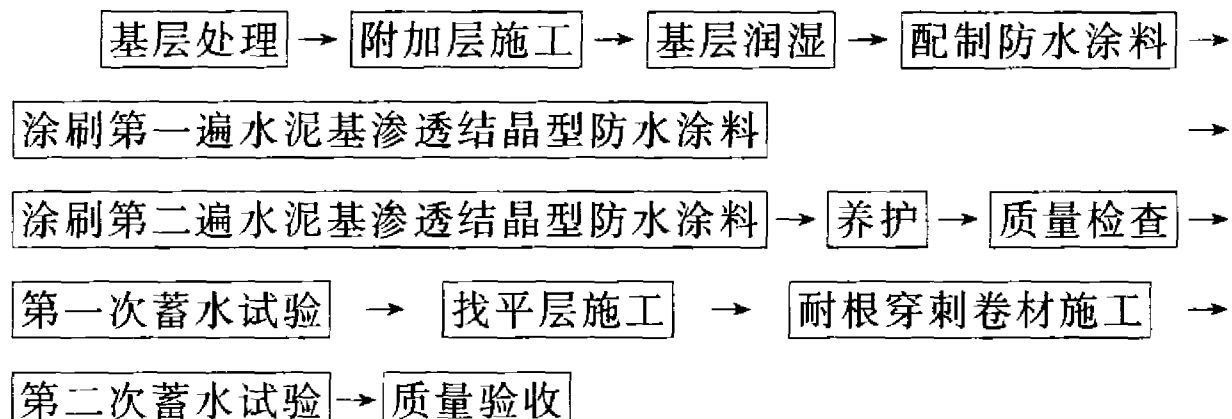 基层处理 → 附加层施工 → 基层润湿 → 配制防水涂料 →
涂刷第一遍水泥基渗透结晶型防水涂料 →
涂刷第二遍水泥基渗透结晶型防水涂料 → 养护 → 质量检查 →
第一次蓄水试验 → 找平层施工 → 耐根穿刺卷材施工 →
第二次蓄水试验 → 质量验收